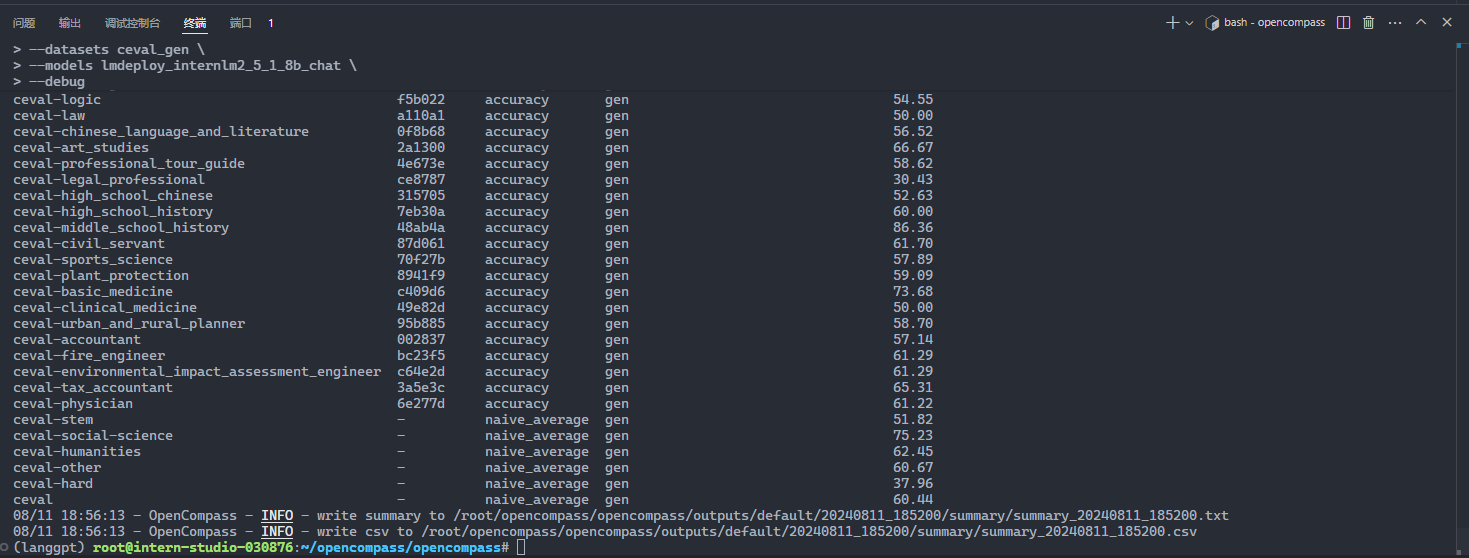 问题 输出 调试控制台 终端 端口 1 bash - opencompass
> --datasets ceval_gen \
> --models lmdeploy_internlm2_5_1_8b_chat \
> --debug
ceval-logic f5b022 accuracy gen 54.55
ceval-law a110a1 accuracy gen 50.00
ceval-chinese_language_and_literature 0f8b68 accuracy gen 56.52
ceval-art_studies 2a1300 accuracy gen 66.67
ceval-professional_tour_guide 4e673e accuracy gen 58.62
ceval-legal_professional ce8787 accuracy gen 30.43
ceval-high_school_chinese 315705 accuracy gen 52.63
ceval-high_school_history 7eb30a accuracy gen 60.00
ceval-middle_school_history 48ab4a accuracy gen 86.36
ceval-civil_servant 87d061 accuracy gen 61.70
ceval-sports_science 70f27b accuracy gen 57.89
ceval-plant_protection 8941f9 accuracy gen 59.09
ceval-basic_medicine c409d6 accuracy gen 73.68
ceval-clinical_medicine 49e82d accuracy gen 50.00
ceval-urban_and_rural_planner 95b885 accuracy gen 58.70
ceval-accountant 002837 accuracy gen 57.14
ceval-fire_engineer bc23f5 accuracy gen 61.29
ceval-environmental_impact_assessment_engineer c64e2d accuracy gen 61.29
ceval-tax_accountant 3a5e3c accuracy gen 65.31
ceval-physician 6e277d accuracy gen 61.22
ceval-stem - naive_average gen 51.82
ceval-social-science - naive_average gen 75.23
ceval-humanities - naive_average gen 62.45
ceval-other - naive_average gen 60.67
ceval-hard - naive_average gen 37.96
ceval - naive_average gen 60.44
08/11 18:56:13 - OpenCompass - INFO - write summary to /root/opencompass/opencompass/outputs/default/20240811_185200/summary/summary_20240811_185200.txt
08/11 18:56:13 - OpenCompass - INFO - write csv to /root/opencompass/opencompass/outputs/default/20240811_185200/summary/summary_20240811_185200.csv
(langgpt) root@intern-studio-030876:~/opencompass/opencompass#